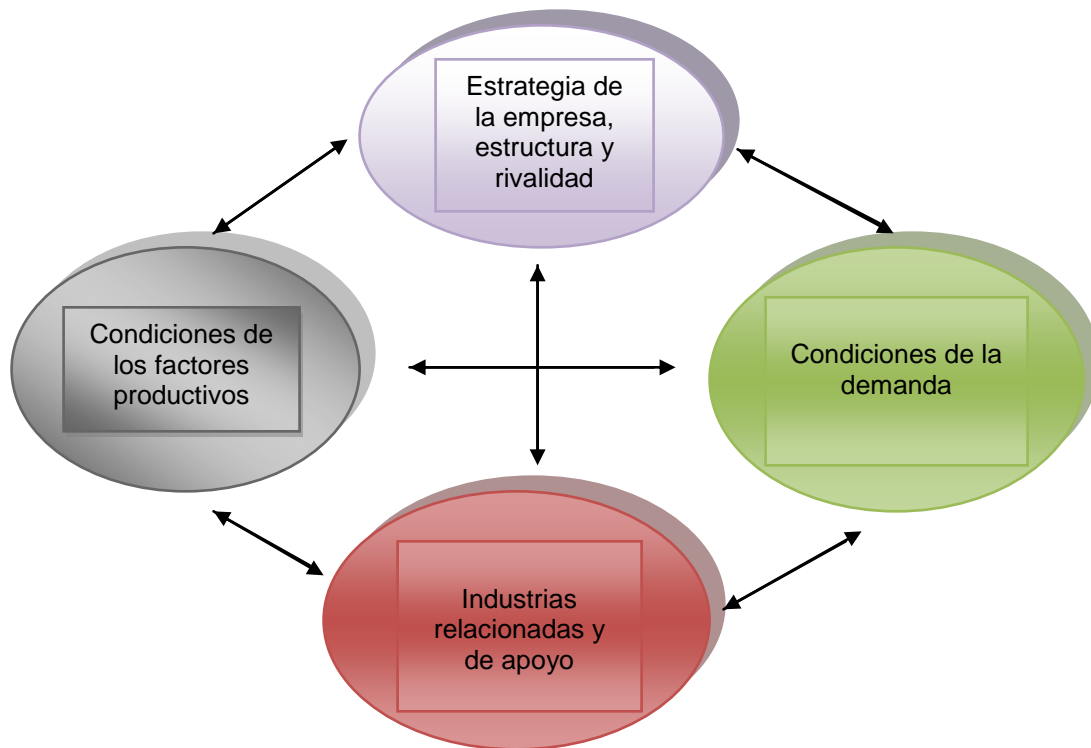 Estrategia de
la empresa,
estructura y
rivalidad
Condiciones de
los factores
productivos
Condiciones de la
demanda
Industrias
relacionadas y
de apoyo